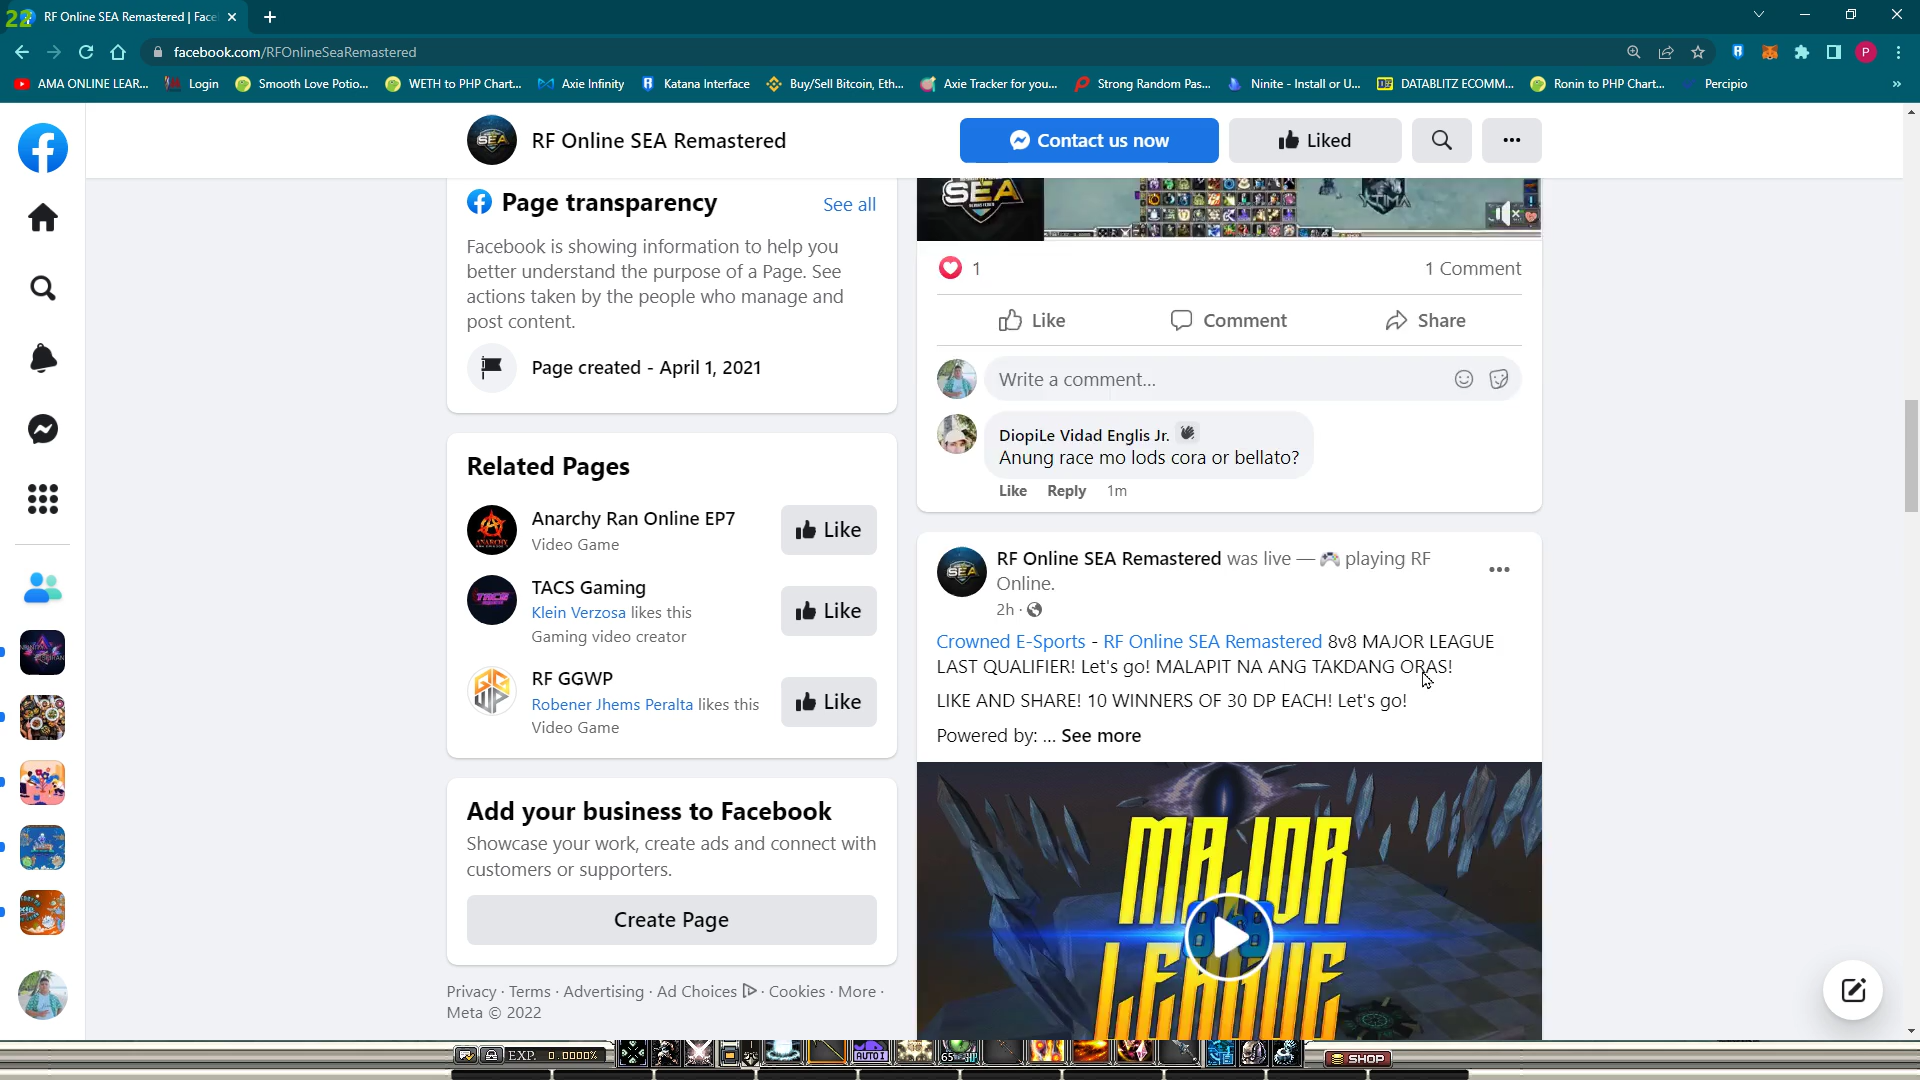 22
RF Online SEA Remastered | Face
facebook.com/RFOnlineSeaRemastered
AMA ONLINE LEAR...
Login
Smooth Love Potio...
WETH to PHP Chart...
Axie Infinity
Katana Interface
Buy/Sell Bitcoin, Eth...
Axie Tracker for you...
Strong Random Pas...
Ninite - Install or U...
DATABLITZ ECOMM...
Ronin to PHP Chart...
Percipio
RF Online SEA Remastered
Contact us now
Liked
Page transparency
See all
Facebook is showing information to help you
better understand the purpose of a Page. See
actions taken by the people who manage and
post content.
Page created - April 1, 2021
Related Pages
Anarchy Ran Online EP7
Video Game
Like
TACS Gaming
Klein Verzosa likes this
Gaming video creator
Like
RF GGWP
Robener Jhems Peralta likes this
Video Game
Like
Add your business to Facebook
Showcase your work, create ads and connect with
customers or supporters.
Create Page
Privacy · Terms · Advertising · Ad Choices · Cookies · More ·
Meta © 2022
SEA
1
1 Comment
Like
Comment
Share
Write a comment...
DiopiLe Vidad Englis Jr.
Anung race mo lods cora or bellato?
Like Reply 1m
RF Online SEA Remastered was live — 🎮 playing RF
Online.
2h ·
Crowned E-Sports - RF Online SEA Remastered 8v8 MAJOR LEAGUE
LAST QUALIFIER! Let's go! MALAPIT NA ANG TAKDANG ORAS!
LIKE AND SHARE! 10 WINNERS OF 30 DP EACH! Let's go!
Powered by: ... See more
MAJOR
LEAGUE
EXP. 0.0000%
AUTO I
SHOP